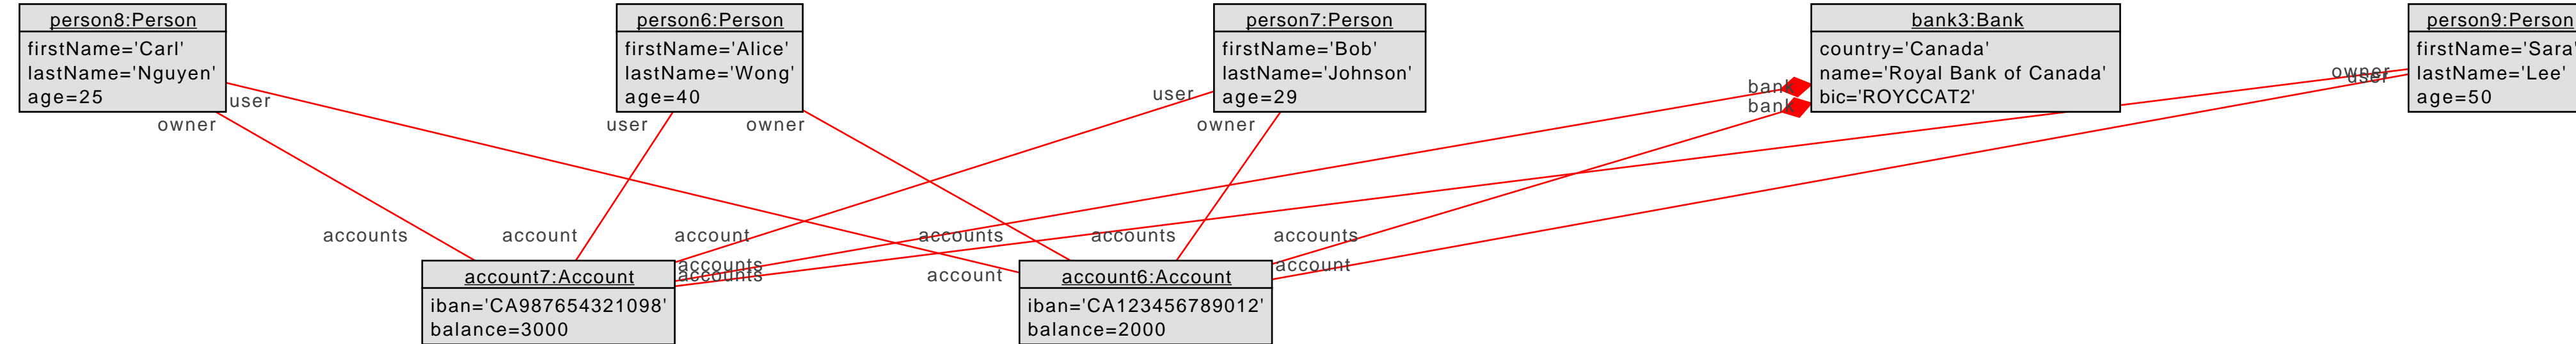 person8:Person
firstName='Carl'
lastName='Nguyen'
age=25
person6:Person
firstName='Alice'
lastName='Wong'
age=40
person7:Person
firstName='Bob'
lastName='Johnson'
age=29
bank3:Bank
country='Canada'
name='Royal Bank of Canada'
bic='ROYCCAT2'
person9:Person
firstName='Sara'
lastName='Lee'
age=50
user
owner
user
owner
user
owner
bank
bank
owner
user
accounts
account
account
accounts
accounts
accounts
accounts
accounts
account
account
account7:Account
iban='CA987654321098'
balance=3000
account6:Account
iban='CA123456789012'
balance=2000